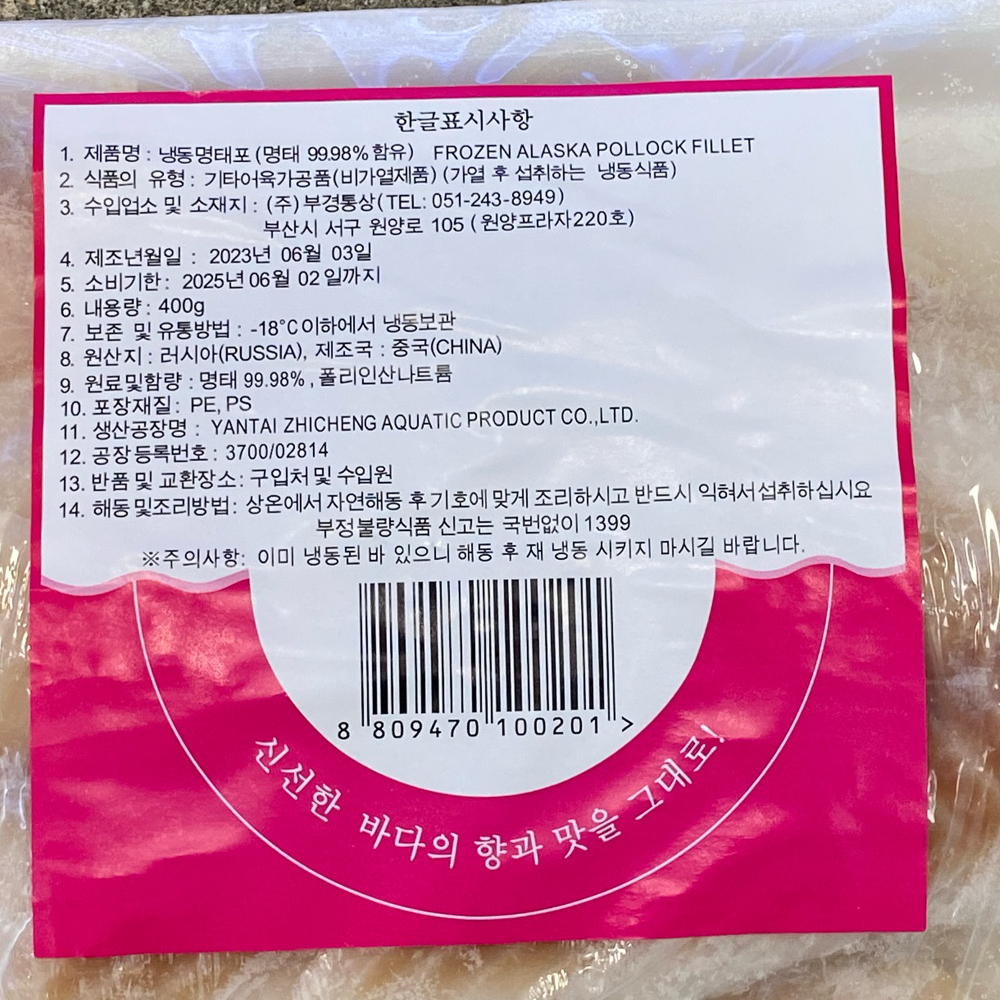 한글표시사항
1. 제품명 : 냉동명태포 (명태 99.98% 함유) FROZEN ALASKA POLLOCK FILLET
2. 식품의 유형 : 기타어육가공품(비가열제품) (가열 후 섭취하는 냉동식품)
3. 수입업소 및 소재지 : (주)부경통상(TEL: 051-243-8949)
부산시 서구 원양로 105 (원양프라자220호)
4. 제조년월일 : 2023년 06월 03일
5. 소비기한 : 2025년 06월 02일까지
6. 내용량 : 400g
7. 보존 및 유통방법 : -18°C이하에서 냉동보관
8. 원산지 : 러시아(RUSSIA), 제조국 : 중국(CHINA)
9. 원료및함량 : 명태 99.98% , 폴리인산나트륨
10. 포장재질 : PE, PS
11. 생산공장명 : YANTAI ZHICHENG AQUATIC PRODUCT CO.,LTD.
12. 공장등록번호 : 3700/02814
13. 반품 및 교환장소 : 구입처 및 수입원
14. 해동및조리방법 : 상온에서 자연해동 후 기호에 맞게 조리하시고 반드시 익혀서 섭취하십시요
부정불량식품 신고는 국번없이 1399
※주의사항: 이미 냉동된 바 있으니 해동 후 재 냉동 시키지 마시길 바랍니다.
8 809470 100201 >
신선한 바다의 향과 맛을 그대로!